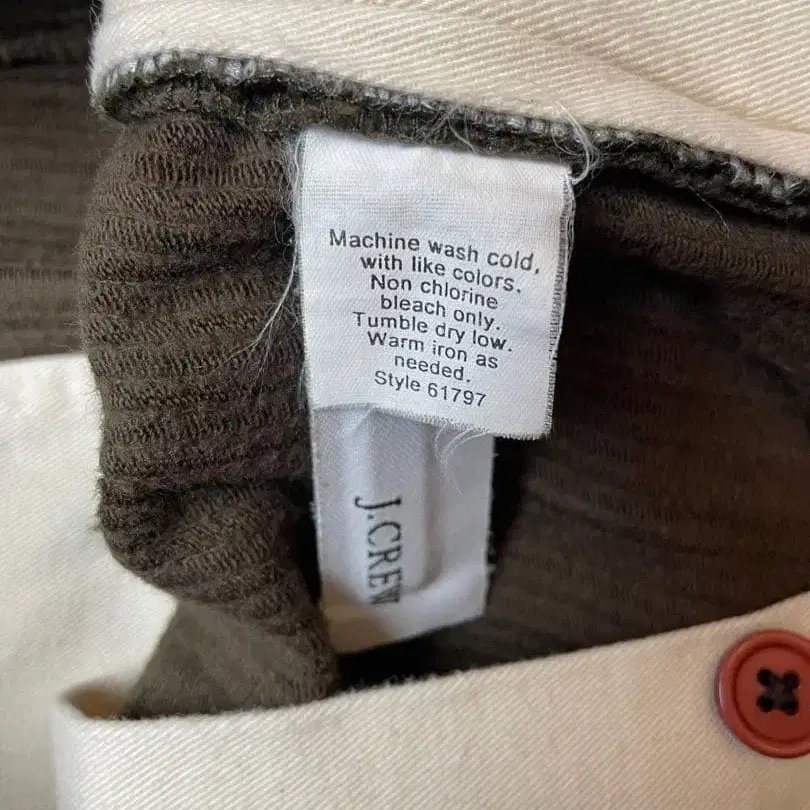 Machine wash cold,
with like colors.
Non chlorine
bleach only.
Tumble dry low.
Warm iron as
needed.
Style 61797
J.CREW